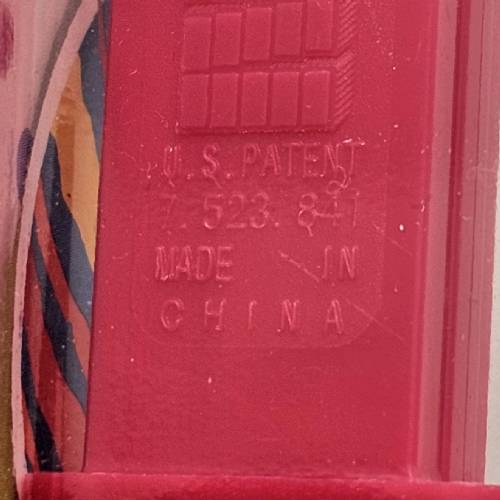 U.S. PATENT
7. 523. 841
MADE IN
CHINA